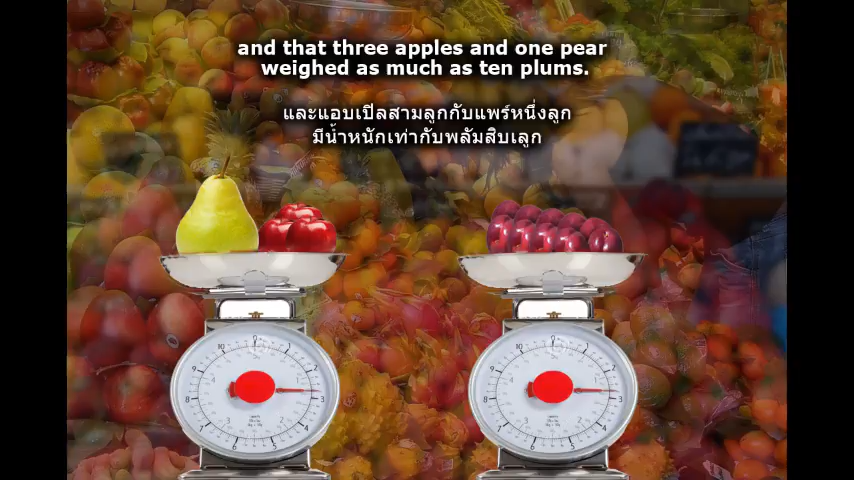 and that three apples and one pear
weighed as much as ten plums.
และแอบเปิลสามลูกกับแพร์หนึ่งลูก
มีน้ำหนักเท่ากับพลัมสิบเลูก